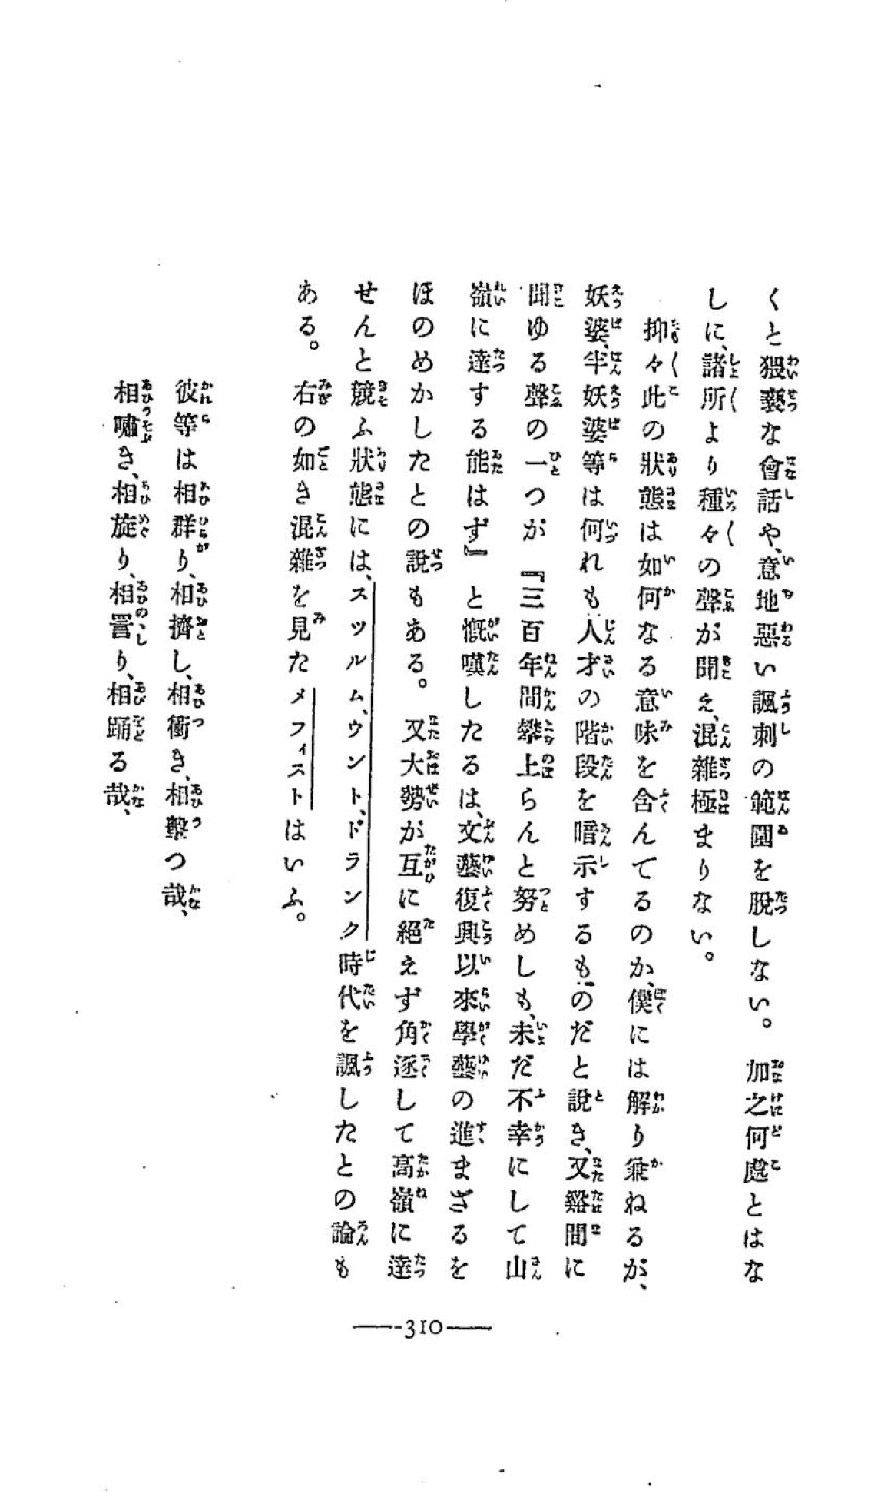 くと猥褻な會話や、意地惡い諷刺の範圍を脱しない。加之何處とはな
しに、諸所より種々の聲が聞え、混雜極まりない。
抑々此の狀態は如何なる意味を含んてるのか、僕には解り兼ねるが、
妖婆、半妖婆等は何れも人才の階段を暗示するものだと說き、又谿間に
聞ゆる聲の一つが『三百年間攀上らんと努めしも、未だ不幸にして山
嶺に達する能はず』と慨嘆したるは、文藝復興以來學藝の進まざるを
ほのめかしたとの說もある。又大勢が互に絕えず角逐して高嶺に達
せんと競ふ狀態には、スツルム、ウント、ドランク時代を諷したとの論も
ある。右の如き混雜を見たメフィストはいふ。
彼等は相群り、相擠し、相衝き、相擊つ哉、
相嘯き、相旋り、相詈り、相踊る哉、
310